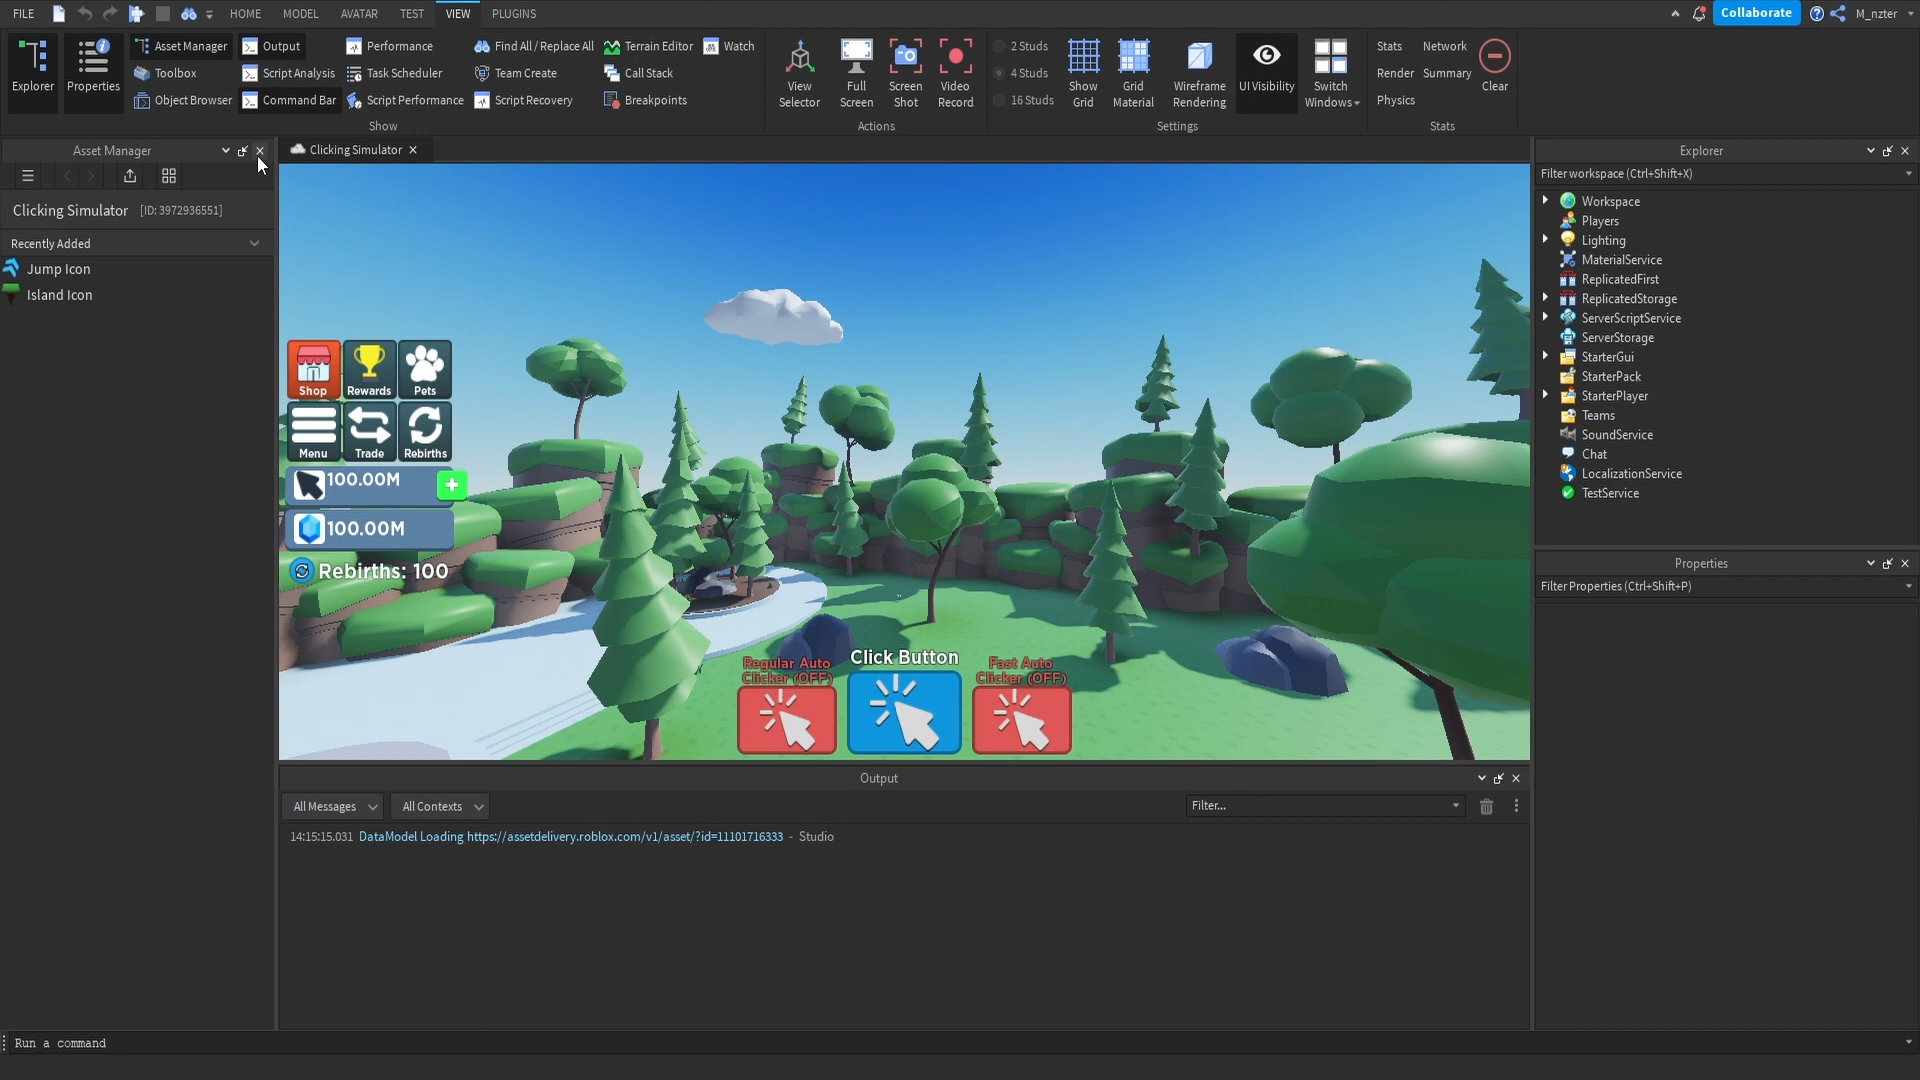 FILE HOME MODEL AVATAR TEST VIEW PLUGINS Collaborate M_nzter
Explorer
Properties
Asset Manager
Toolbox
Object Browser
Output
Script Analysis
Command Bar
Performance
Task Scheduler
Script Performance
Find All / Replace All
Team Create
Script Recovery
Terrain Editor
Call Stack
Breakpoints
Watch
Show
View
Selector
Full
Screen
Screen
Shot
Video
Record
Actions
2 Studs
4 Studs
16 Studs
Show
Grid
Grid
Material
Wireframe
Rendering
UI Visibility
Switch
Windows
Settings
Stats
Render
Physics
Network
Summary
Clear
Stats
Asset Manager
Clicking Simulator [ID: 3972936551]
Recently Added
Jump Icon
Island Icon
Clicking Simulator
Shop Rewards Pets
Menu Trade Rebirths
100.00M +
100.00M
Rebirths: 100
Regular Auto
Clicker (OFF)
Click Button
Fast Auto
Clicker (OFF)
Output
All Messages All Contexts Filter...
14:15:15.031 DataModel Loading https://assetdelivery.roblox.com/v1/asset/?id=11101716333 - Studio
Explorer
Filter workspace (Ctrl+Shift+X)
Workspace
Players
Lighting
MaterialService
ReplicatedFirst
ReplicatedStorage
ServerScriptService
ServerStorage
StarterGui
StarterPack
StarterPlayer
Teams
SoundService
Chat
LocalizationService
TestService
Properties
Filter Properties (Ctrl+Shift+P)
Run a command